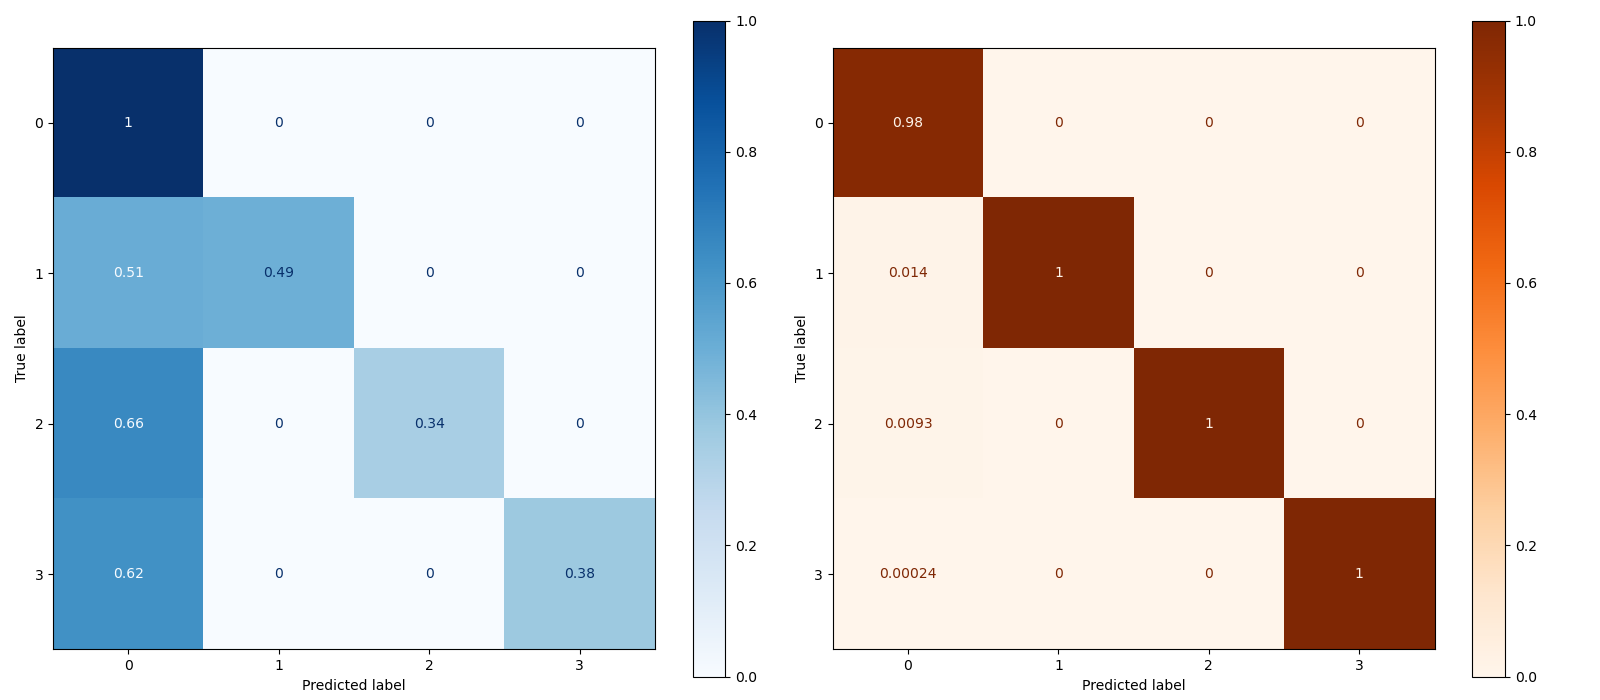 1.0
0 1 0 0 0
0.8
1 0.51 0.49 0 0
0.6
True label
2 0.66 0 0.34 0
0.4
0.2
3 0.62 0 0 0.38
0.0
0 1 2 3
Predicted label
1.0
0 0.98 0 0 0
0.8
1 0.014 1 0 0
0.6
True label
2 0.0093 0 1 0
0.4
0.2
3 0.00024 0 0 1
0.0
0 1 2 3
Predicted label